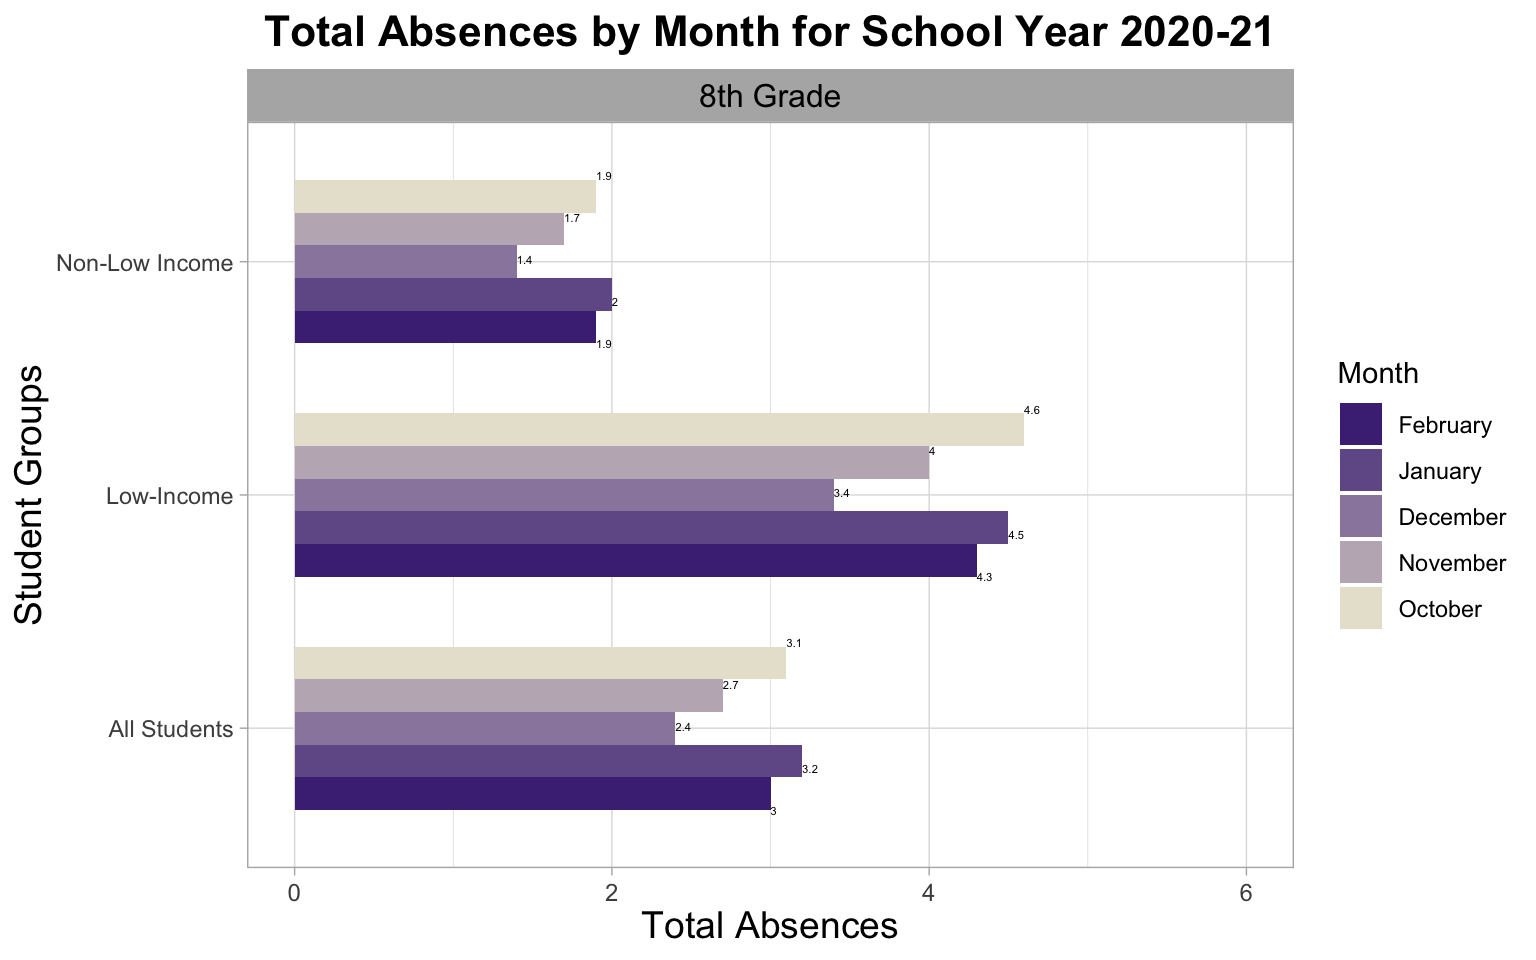 Total Absences by Month for School Year 2020-21
8th Grade
Student Groups
Non-Low Income
1.9
1.7
1.4
2
1.9
Low-Income
4.6
4
3.4
4.5
4.3
All Students
3.1
2.7
2.4
3.2
3
0 2 4 6
Total Absences
Month
February
January
December
November
October